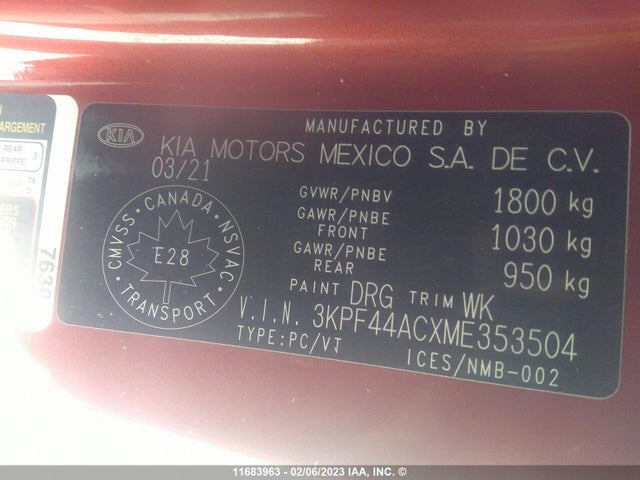 ARGEMENT
REAR
3
7630
KIA
MANUFACTURED BY
KIA MOTORS MEXICO S.A. DE C.V.
03/21
GVWR/PNBV 1800 kg
GAWR/PNBE FRONT 1030 kg
GAWR/PNBE REAR 950 kg
CMVSS · CANADA · NSVAC
E28
TRANSPORT
PAINT DRG TRIM WK
V.I.N. 3KPF44ACXME353504
TYPE:PC/VT ICES/NMB-002
11683963 - 02/06/2023 IAA, INC. ©